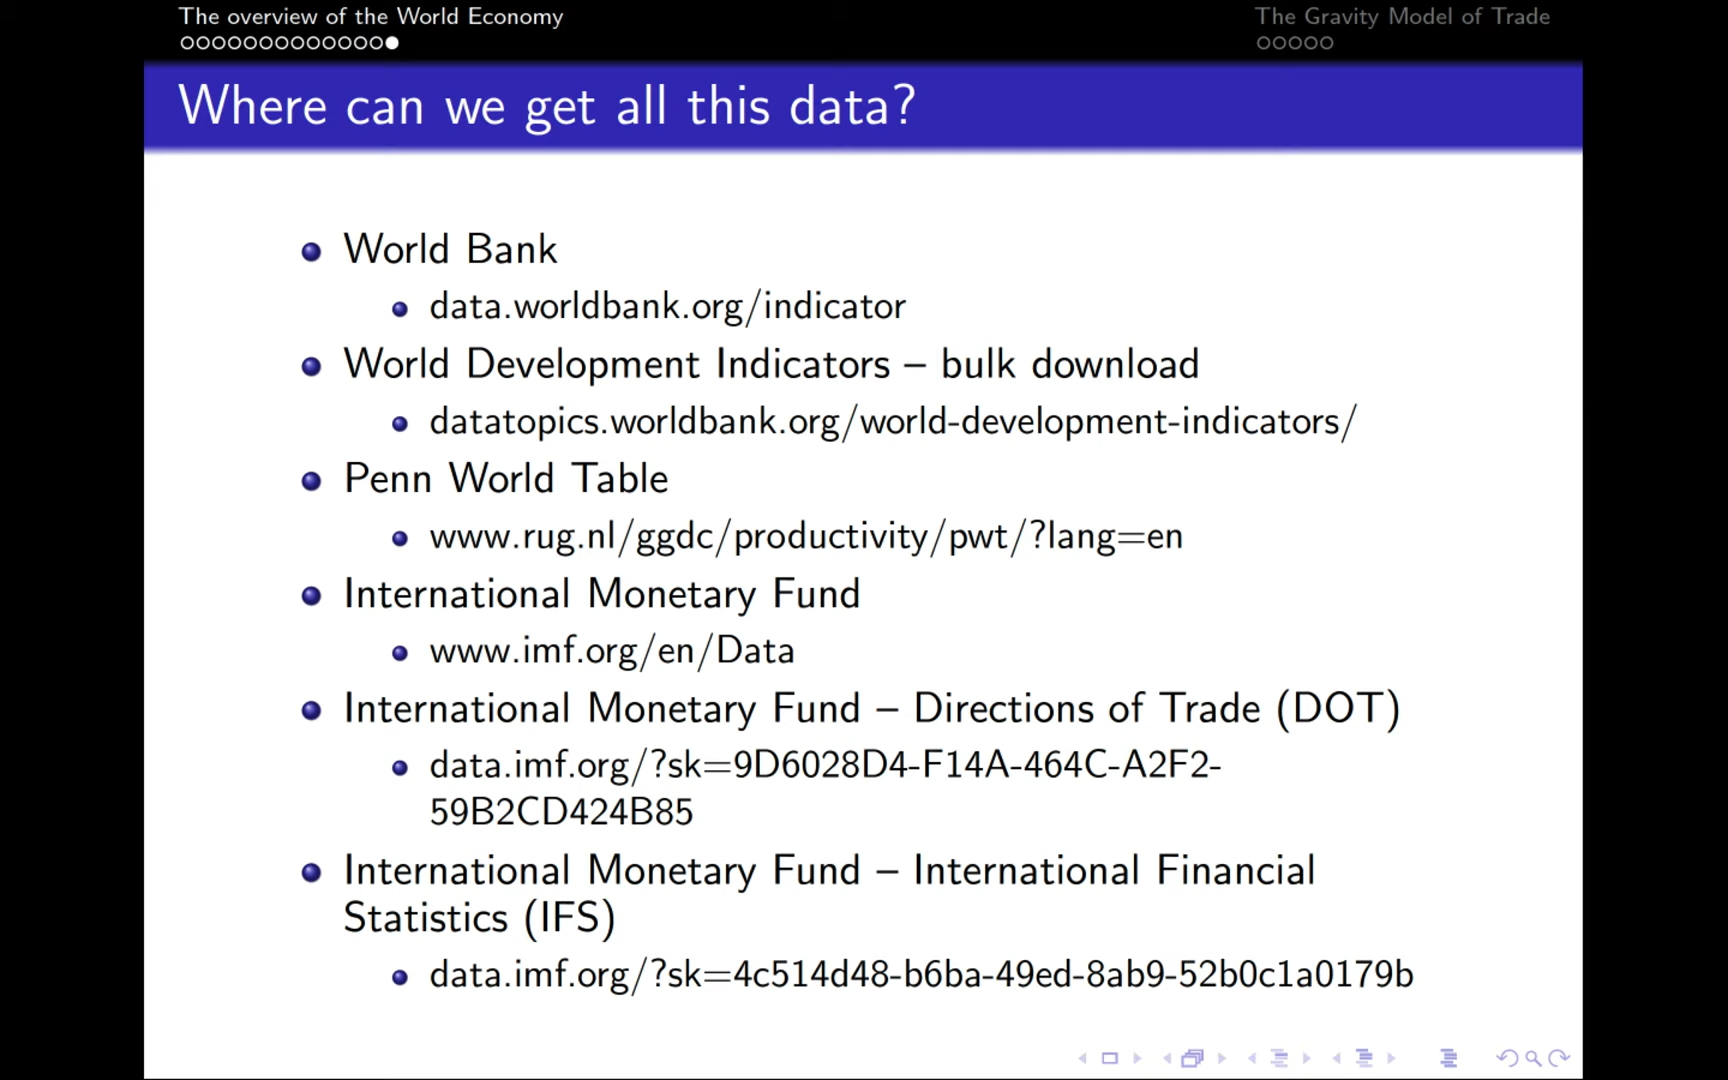 The overview of the World Economy
The Gravity Model of Trade
Where can we get all this data?
World Bank
data.worldbank.org/indicator
World Development Indicators – bulk download
datatopics.worldbank.org/world-development-indicators/
Penn World Table
www.rug.nl/ggdc/productivity/pwt/?lang=en
International Monetary Fund
www.imf.org/en/Data
International Monetary Fund – Directions of Trade (DOT)
data.imf.org/?sk=9D6028D4-F14A-464C-A2F2-
59B2CD424B85
International Monetary Fund – International Financial
Statistics (IFS)
data.imf.org/?sk=4c514d48-b6ba-49ed-8ab9-52b0c1a0179b